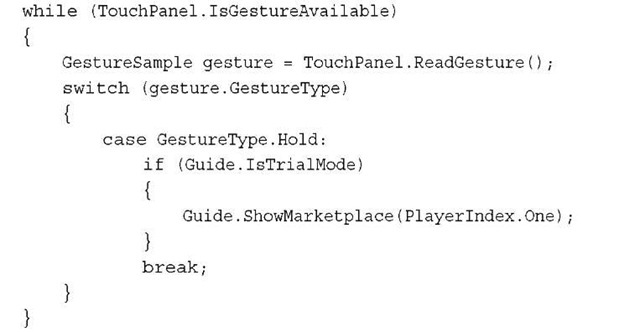 while (TouchPanel.IsGestureAvailable)
{
    GestureSample gesture = TouchPanel.ReadGesture();
    switch (gesture.GestureType)
    {
        case GestureType.Hold:
            if (Guide.IsTrialMode)
            {
                Guide.ShowMarketplace(PlayerIndex.One);
            }
            break;
    }
}